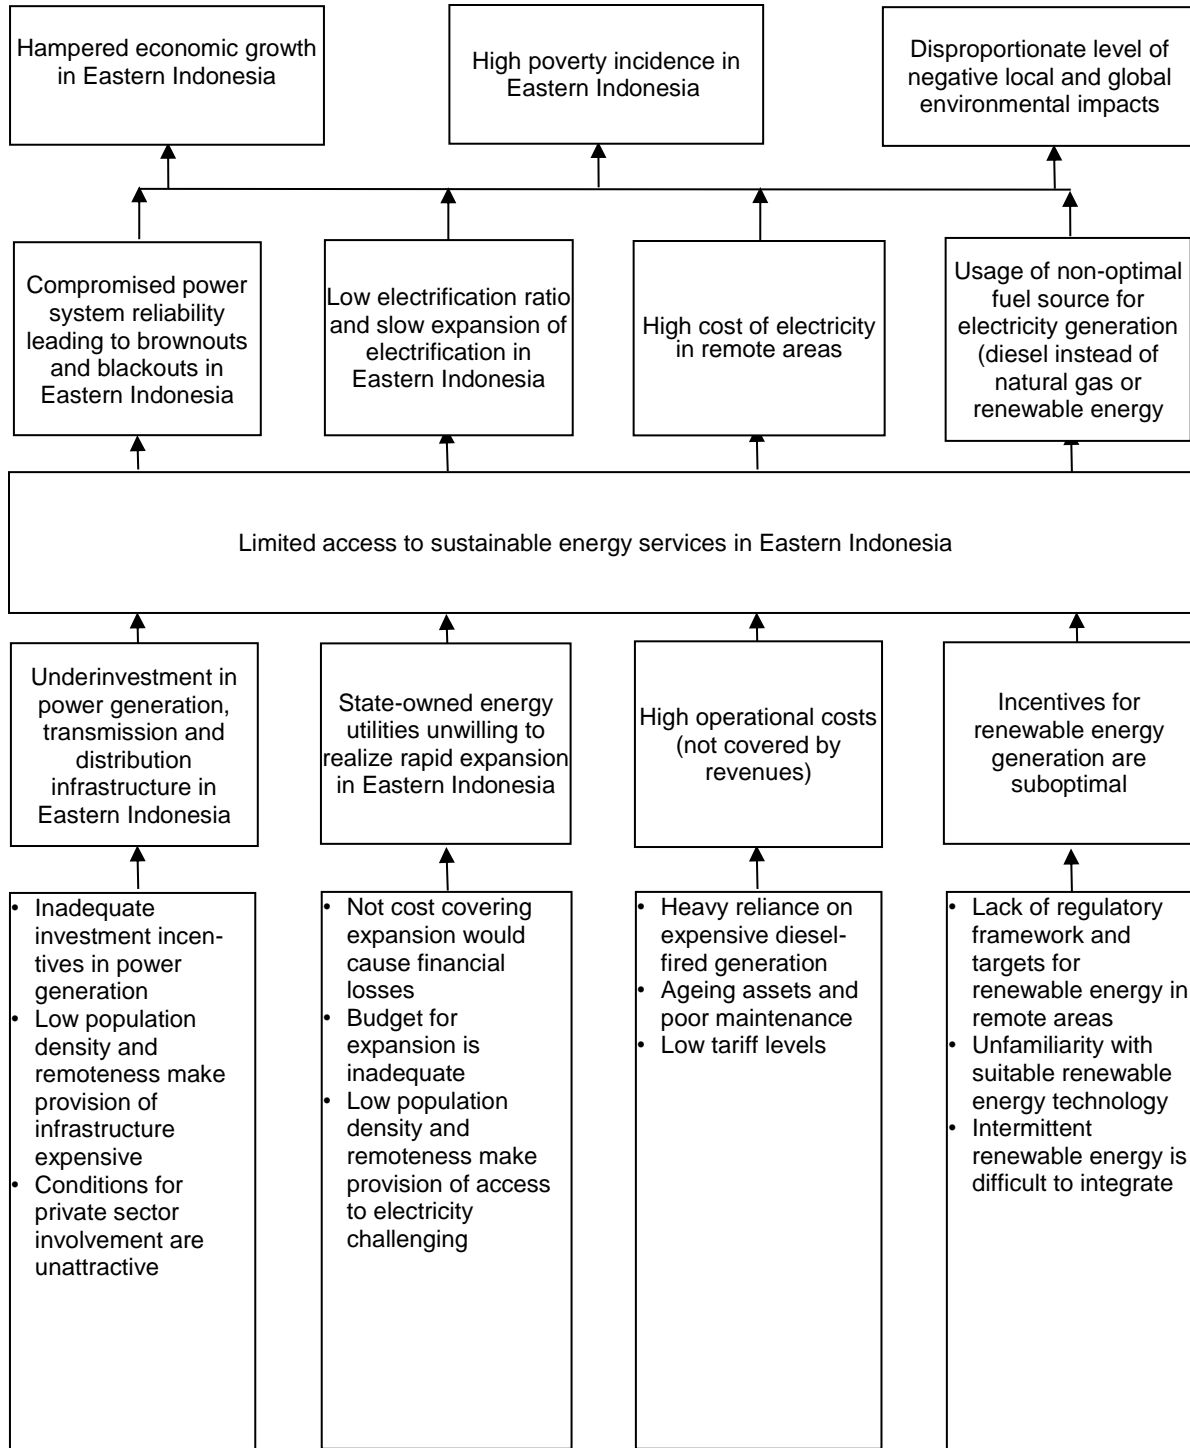 Hampered economic growth
in Eastern Indonesia
High poverty incidence in
Eastern Indonesia
Disproportionate level of
negative local and global
environmental impacts
Compromised power
system reliability
leading to brownouts
and blackouts in
Eastern Indonesia
Low electrification ratio
and slow expansion of
electrification in
Eastern Indonesia
High cost of electricity
in remote areas
Usage of non-optimal
fuel source for
electricity generation
(diesel instead of
natural gas or
renewable energy
Limited access to sustainable energy services in Eastern Indonesia
Underinvestment in
power generation,
transmission and
distribution
infrastructure in
Eastern Indonesia
State-owned energy
utilities unwilling to
realize rapid expansion
in Eastern Indonesia
High operational costs
(not covered by
revenues)
Incentives for
renewable energy
generation are
suboptimal
• Inadequate
investment incen-
tives in power
generation
• Low population
density and
remoteness make
provision of
infrastructure
expensive
• Conditions for
private sector
involvement are
unattractive
• Not cost covering
expansion would
cause financial
losses
• Budget for
expansion is
inadequate
• Low population
density and
remoteness make
provision of access
to electricity
challenging
• Heavy reliance on
expensive diesel-
fired generation
• Ageing assets and
poor maintenance
• Low tariff levels
• Lack of regulatory
framework and
targets for
renewable energy in
remote areas
• Unfamiliarity with
suitable renewable
energy technology
• Intermittent
renewable energy is
difficult to integrate